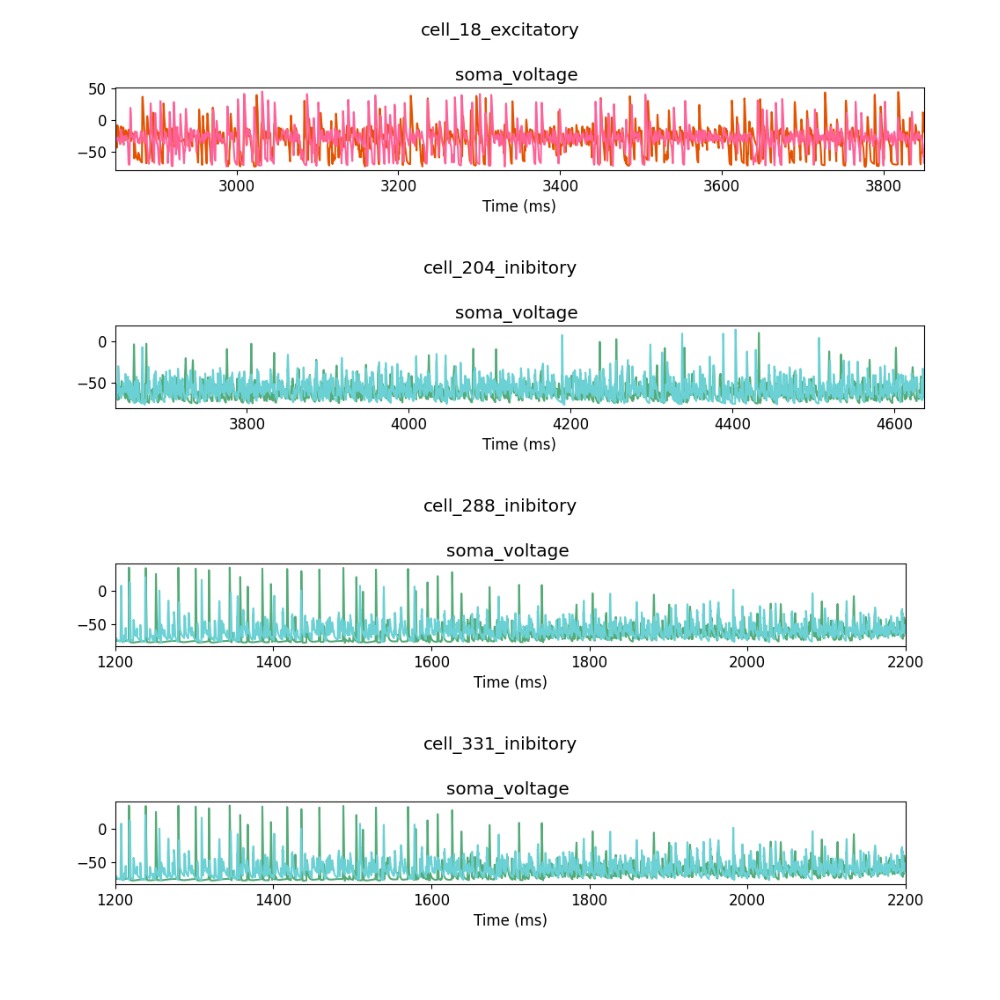 cell_18_excitatory
soma_voltage
50
0
−50
3000 3200 3400 3600 3800
Time (ms)
cell_204_inibitory
soma_voltage
0
−50
3800 4000 4200 4400 4600
Time (ms)
cell_288_inibitory
soma_voltage
0
−50
1200 1400 1600 1800 2000 2200
Time (ms)
cell_331_inibitory
soma_voltage
0
−50
1200 1400 1600 1800 2000 2200
Time (ms)